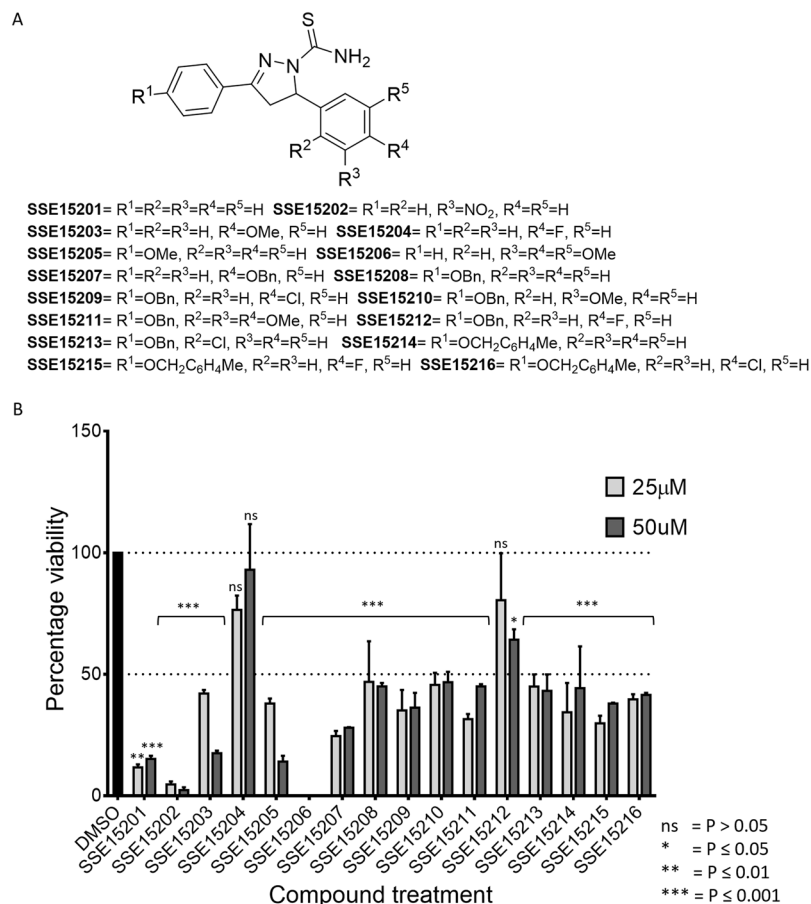 A
S
N N NH₂
R¹
R⁵
R² R⁴
R³
SSE15201= R¹=R²=R³=R⁴=R⁵=H SSE15202= R¹=R²=H, R³=NO₂, R⁴=R⁵=H
SSE15203= R¹=R²=R³=H, R⁴=OMe, R⁵=H SSE15204= R¹=R²=R³=H, R⁴=F, R⁵=H
SSE15205= R¹=OMe, R²=R³=R⁴=R⁵=H SSE15206= R¹=H, R²=H, R³=R⁴=R⁵=OMe
SSE15207= R¹=R²=R³=H, R⁴=OBn, R⁵=H SSE15208= R¹=OBn, R²=R³=R⁴=R⁵=H
SSE15209= R¹=OBn, R²=R³=H, R⁴=Cl, R⁵=H SSE15210= R¹=OBn, R²=H, R³=OMe, R⁴=R⁵=H
SSE15211= R¹=OBn, R²=R³=R⁴=OMe, R⁵=H SSE15212= R¹=OBn, R²=R³=H, R⁴=F, R⁵=H
SSE15213= R¹=OBn, R²=Cl, R³=R⁴=R⁵=H SSE15214= R¹=OCH₂C₆H₄Me, R²=R³=R⁴=R⁵=H
SSE15215= R¹=OCH₂C₆H₄Me, R²=R³=H, R⁴=F, R⁵=H SSE15216= R¹=OCH₂C₆H₄Me, R²=R³=H, R⁴=Cl, R⁵=H
B
Percentage viability
150
100
50
0
25µM
50uM
ns
ns
ns
***
***
***
*
**
***
DMSO
SSE15201
SSE15202
SSE15203
SSE15204
SSE15205
SSE15206
SSE15207
SSE15208
SSE15209
SSE15210
SSE15211
SSE15212
SSE15213
SSE15214
SSE15215
SSE15216
Compound treatment
ns = P > 0.05
* = P ≤ 0.05
** = P ≤ 0.01
*** = P ≤ 0.001